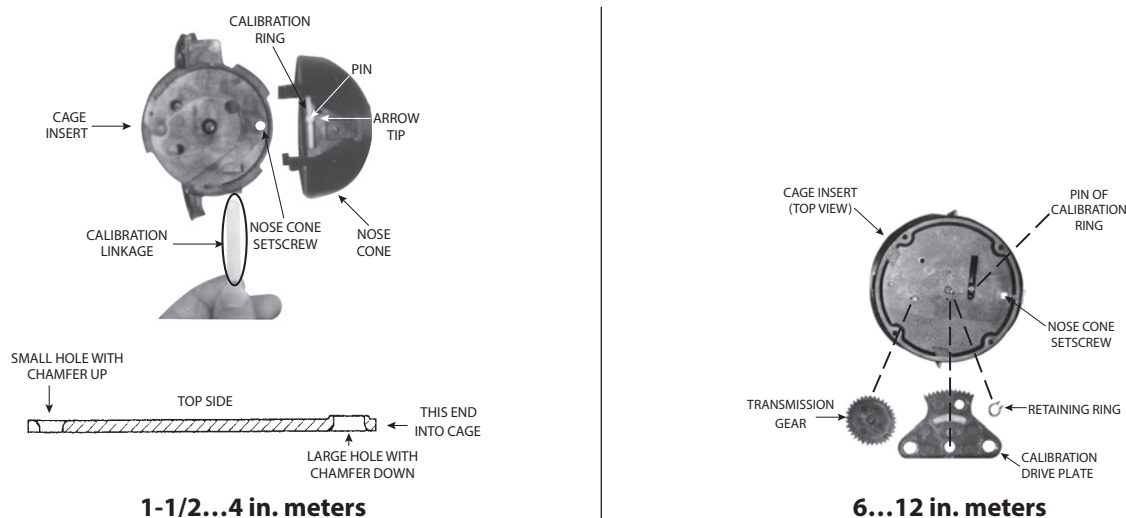 CALIBRATION
RING
PIN
CAGE
INSERT
ARROW
TIP
CALIBRATION
LINKAGE
NOSE CONE
SETSCREW
NOSE
CONE
SMALL HOLE WITH
CHAMFER UP
TOP SIDE
THIS END
INTO CAGE
LARGE HOLE WITH
CHAMFER DOWN
1-1/2...4 in. meters
CAGE INSERT
(TOP VIEW)
PIN OF
CALIBRATION
RING
NOSE CONE
SETSCREW
TRANSMISSION
GEAR
RETAINING RING
CALIBRATION
DRIVE PLATE
6...12 in. meters